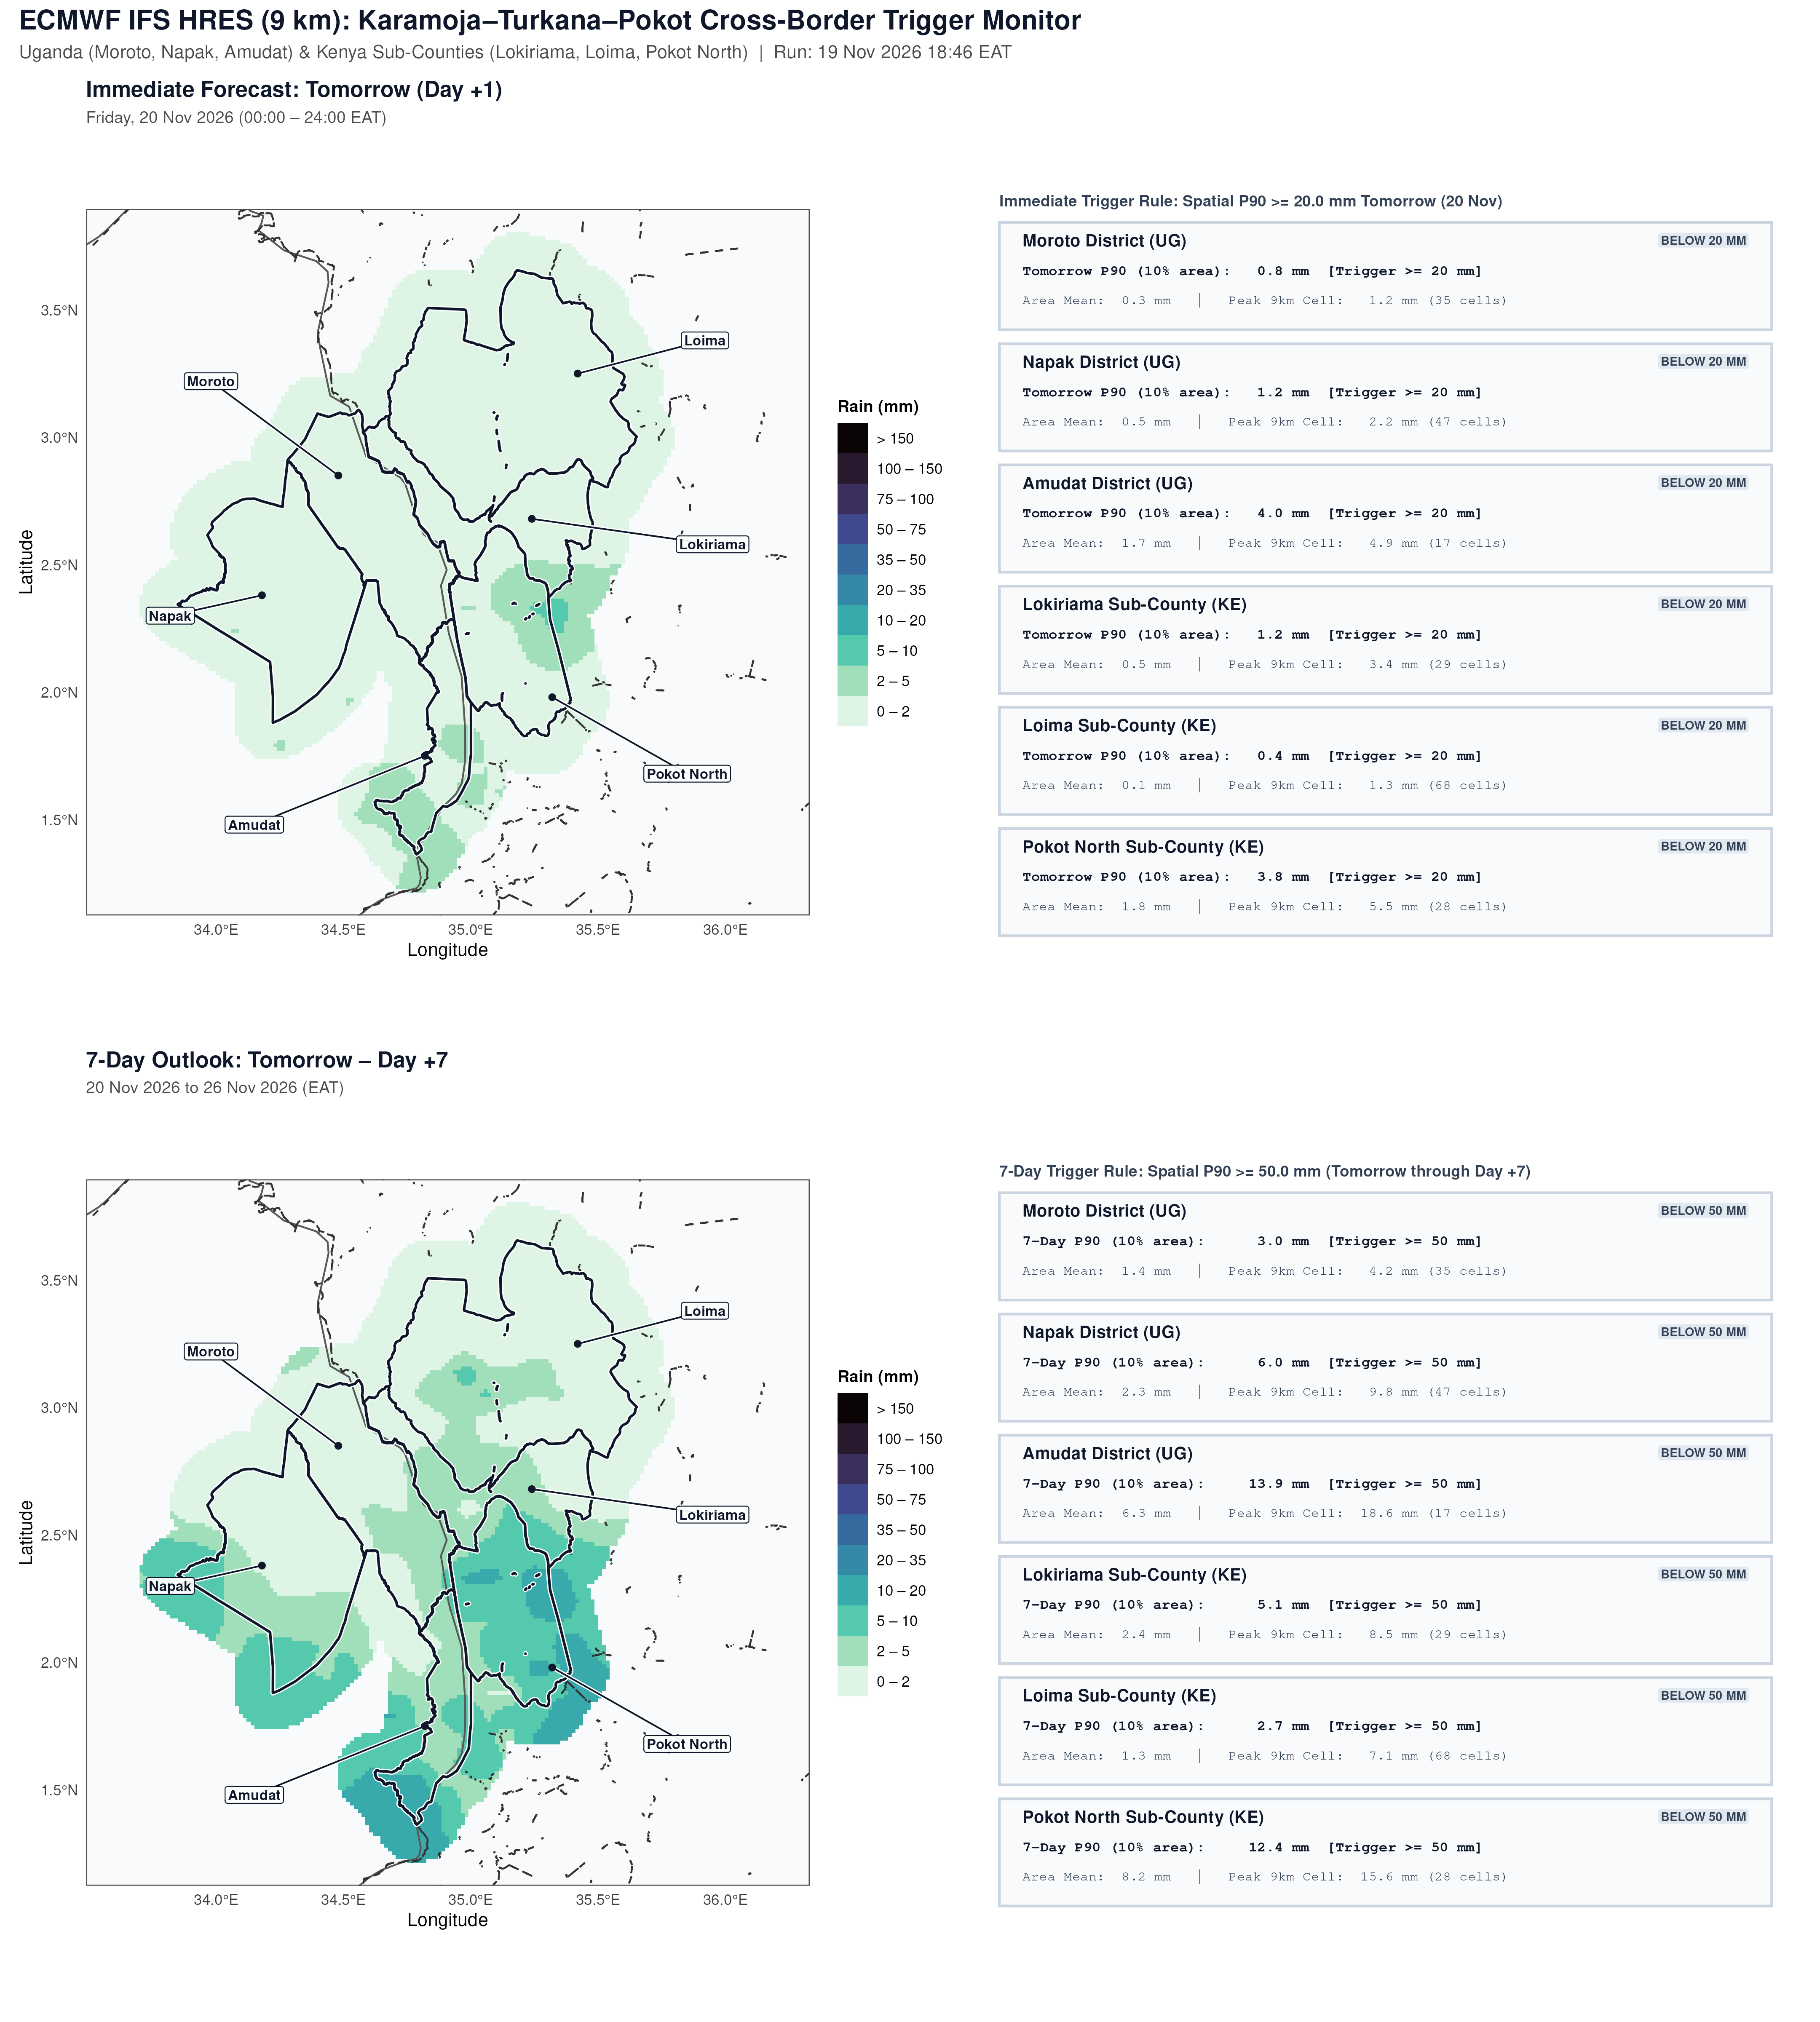 ECMWF IFS HRES (9 km): Karamoja–Turkana–Pokot Cross-Border Trigger Monitor
Uganda (Moroto, Napak, Amudat) & Kenya Sub-Counties (Lokiriama, Loima, Pokot North) | Run: 19 Nov 2026 18:46 EAT
Immediate Forecast: Tomorrow (Day +1)
Friday, 20 Nov 2026 (00:00 – 24:00 EAT)
3.5°N
3.0°N
2.5°N
2.0°N
1.5°N
Latitude
34.0°E
34.5°E
35.0°E
35.5°E
36.0°E
Longitude
Loima
Moroto
Lokiriama
Napak
Pokot North
Amudat
Rain (mm)
> 150
100 – 150
75 – 100
50 – 75
35 – 50
20 – 35
10 – 20
5 – 10
2 – 5
0 – 2
Immediate Trigger Rule: Spatial P90 >= 20.0 mm Tomorrow (20 Nov)
Moroto District (UG) BELOW 20 MM
Tomorrow P90 (10% area): 0.8 mm [Trigger >= 20 mm]
Area Mean: 0.3 mm | Peak 9km Cell: 1.2 mm (35 cells)
Napak District (UG) BELOW 20 MM
Tomorrow P90 (10% area): 1.2 mm [Trigger >= 20 mm]
Area Mean: 0.5 mm | Peak 9km Cell: 2.2 mm (47 cells)
Amudat District (UG) BELOW 20 MM
Tomorrow P90 (10% area): 4.0 mm [Trigger >= 20 mm]
Area Mean: 1.7 mm | Peak 9km Cell: 4.9 mm (17 cells)
Lokiriama Sub-County (KE) BELOW 20 MM
Tomorrow P90 (10% area): 1.2 mm [Trigger >= 20 mm]
Area Mean: 0.5 mm | Peak 9km Cell: 3.4 mm (29 cells)
Loima Sub-County (KE) BELOW 20 MM
Tomorrow P90 (10% area): 0.4 mm [Trigger >= 20 mm]
Area Mean: 0.1 mm | Peak 9km Cell: 1.3 mm (68 cells)
Pokot North Sub-County (KE) BELOW 20 MM
Tomorrow P90 (10% area): 3.8 mm [Trigger >= 20 mm]
Area Mean: 1.8 mm | Peak 9km Cell: 5.5 mm (28 cells)
7-Day Outlook: Tomorrow – Day +7
20 Nov 2026 to 26 Nov 2026 (EAT)
3.5°N
3.0°N
2.5°N
2.0°N
1.5°N
Latitude
34.0°E
34.5°E
35.0°E
35.5°E
36.0°E
Longitude
Loima
Moroto
Lokiriama
Napak
Pokot North
Amudat
Rain (mm)
> 150
100 – 150
75 – 100
50 – 75
35 – 50
20 – 35
10 – 20
5 – 10
2 – 5
0 – 2
7-Day Trigger Rule: Spatial P90 >= 50.0 mm (Tomorrow through Day +7)
Moroto District (UG) BELOW 50 MM
7–Day P90 (10% area): 3.0 mm [Trigger >= 50 mm]
Area Mean: 1.4 mm | Peak 9km Cell: 4.2 mm (35 cells)
Napak District (UG) BELOW 50 MM
7–Day P90 (10% area): 6.0 mm [Trigger >= 50 mm]
Area Mean: 2.3 mm | Peak 9km Cell: 9.8 mm (47 cells)
Amudat District (UG) BELOW 50 MM
7–Day P90 (10% area): 13.9 mm [Trigger >= 50 mm]
Area Mean: 6.3 mm | Peak 9km Cell: 18.6 mm (17 cells)
Lokiriama Sub-County (KE) BELOW 50 MM
7–Day P90 (10% area): 5.1 mm [Trigger >= 50 mm]
Area Mean: 2.4 mm | Peak 9km Cell: 8.5 mm (29 cells)
Loima Sub-County (KE) BELOW 50 MM
7–Day P90 (10% area): 2.7 mm [Trigger >= 50 mm]
Area Mean: 1.3 mm | Peak 9km Cell: 7.1 mm (68 cells)
Pokot North Sub-County (KE) BELOW 50 MM
7–Day P90 (10% area): 12.4 mm [Trigger >= 50 mm]
Area Mean: 8.2 mm | Peak 9km Cell: 15.6 mm (28 cells)